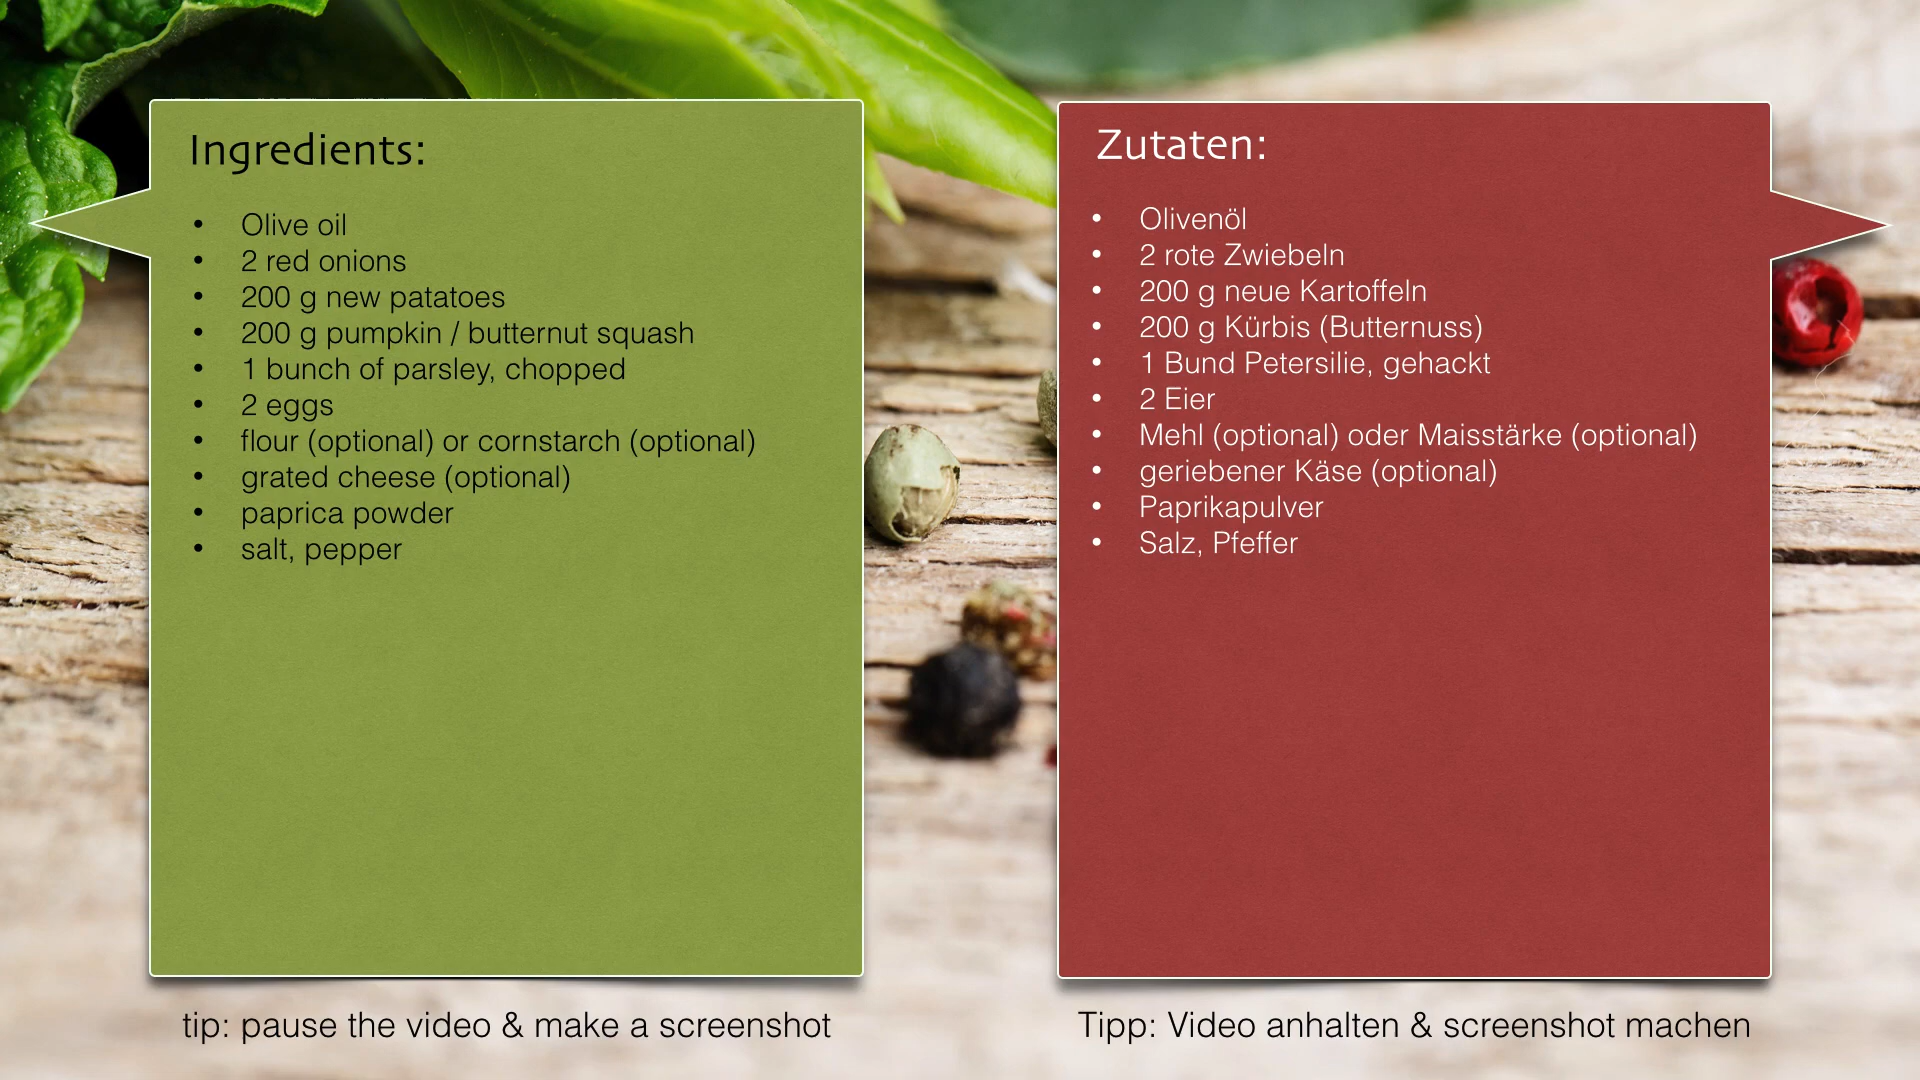 Ingredients:
• Olive oil
• 2 red onions
• 200 g new patatoes
• 200 g pumpkin / butternut squash
• 1 bunch of parsley, chopped
• 2 eggs
• flour (optional) or cornstarch (optional)
• grated cheese (optional)
• paprica powder
• salt, pepper
tip: pause the video & make a screenshot
Zutaten:
• Olivenöl
• 2 rote Zwiebeln
• 200 g neue Kartoffeln
• 200 g Kürbis (Butternuss)
• 1 Bund Petersilie, gehackt
• 2 Eier
• Mehl (optional) oder Maisstärke (optional)
• geriebener Käse (optional)
• Paprikapulver
• Salz, Pfeffer
Tipp: Video anhalten & screenshot machen